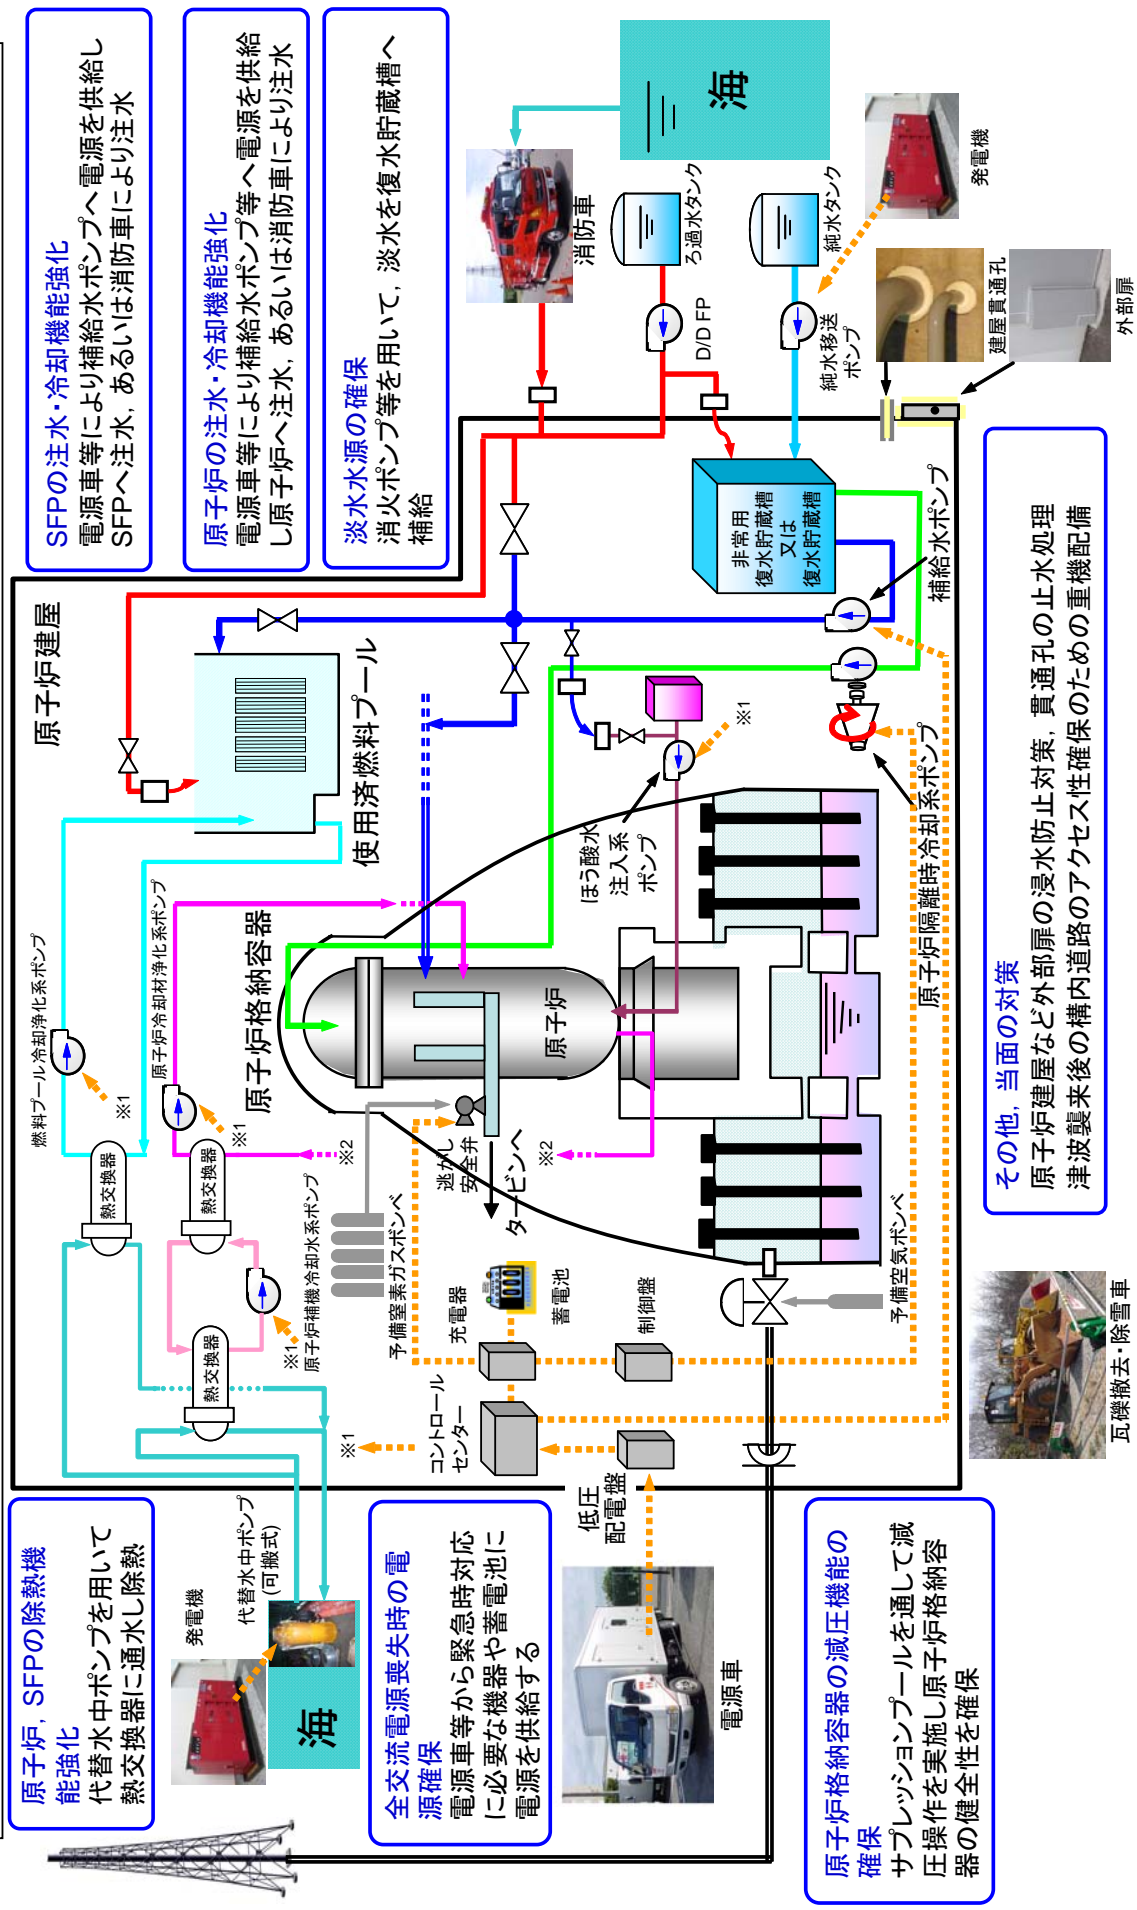 原子炉，SFPの除熱機
能強化
代替水中ポンプを用いて
熱交換器に通水し除熱
SFPの注水・冷却機能強化
電源車等により補給水ポンプへ電源を供給し
SFPへ注水，あるいは消防車により注水
原子炉の注水・冷却機能強化
電源車等により補給水ポンプ等へ電源を供給
し原子炉へ注水，あるいは消防車により注水
淡水水源の確保
消火ポンプ等を用いて，淡水を復水貯蔵槽へ
補給
全交流電源喪失時の電
源確保
電源車等から緊急時対応
に必要な機器や蓄電池に
電源を供給する
原子炉格納容器の減圧機能の
確保
サプレッションプールを通して減
圧操作を実施し原子炉格納容
器の健全性を確保
その他，当面の対策
原子炉建屋など外部扉の浸水防止対策，貫通孔の止水処理
津波襲来後の構内道路のアクセス性確保のための重機配備
原子炉建屋
使用済燃料プール
燃料プール冷却浄化系ポンプ
※1
原子炉冷却材浄化系ポンプ
※1
熱交換器
熱交換器
熱交換器
※2
※1
原子炉補機冷却水系ポンプ
発電機
代替水中ポンプ
(可搬式)
海
原子炉格納容器
予備窒素ガスボンベ
逃がし
安全弁
タービンへ
※2
原子炉
※1
コントロール
センター
充電器
蓄電池
制御盤
低圧
配電盤
電源車
予備空気ボンベ
ほう酸水
注入系
ポンプ
※1
原子炉隔離時冷却系ポンプ
補給水ポンプ
非常用
復水貯蔵槽
又は
復水貯蔵槽
消防車
海
ろ過水タンク
D/D FP
純水タンク
純水移送
ポンプ
発電機
建屋貫通孔
外部扉
瓦礫撤去・除雪車